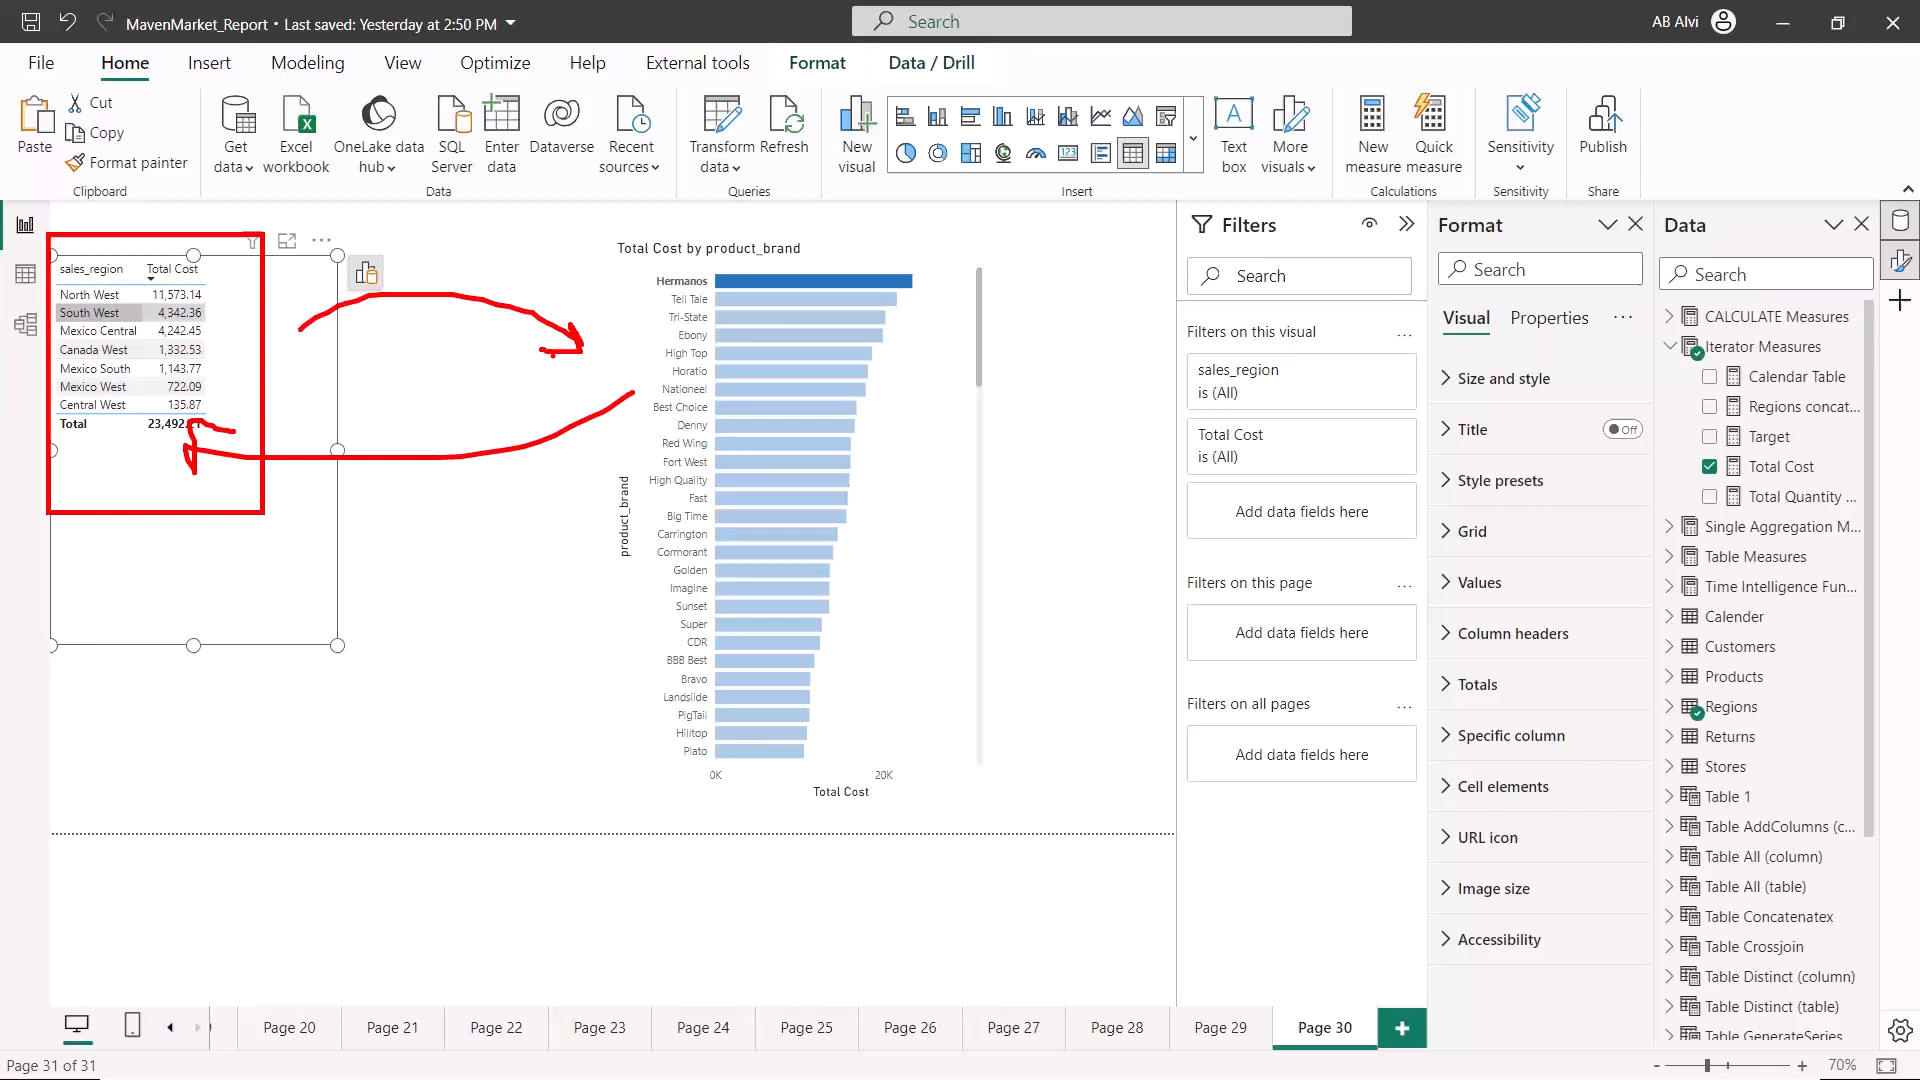 MavenMarket_Report • Last saved: Yesterday at 2:50 PM
Search
AB Alvi
File
Home
Insert
Modeling
View
Optimize
Help
External tools
Format
Data / Drill
Paste
Cut
Copy
Format painter
Clipboard
Get data
Excel workbook
OneLake data hub
SQL Server
Enter data
Dataverse
Recent sources
Data
Transform data
Refresh
Queries
New visual
Text box
More visuals
Insert
New measure
Quick measure
Calculations
Sensitivity
Sensitivity
Publish
Share
sales_region Total Cost
North West 11,573.14
South West 4,342.36
Mexico Central 4,242.45
Canada West 1,332.53
Mexico South 1,143.77
Mexico West 722.09
Central West 135.87
Total 23,492.21
Total Cost by product_brand
product_brand
Hermanos
Tell Tale
Tri-State
Ebony
High Top
Horatio
Nationeel
Best Choice
Denny
Red Wing
Fort West
High Quality
Fast
Big Time
Carrington
Cormorant
Golden
Imagine
Sunset
Super
CDR
BBB Best
Bravo
Landslide
PigTail
Hilltop
Plato
0K 20K
Total Cost
Filters
Search
Filters on this visual ...
sales_region
is (All)
Total Cost
is (All)
Add data fields here
Filters on this page ...
Add data fields here
Filters on all pages ...
Add data fields here
Format
Search
Visual
Properties
...
Size and style
Title Off
Style presets
Grid
Values
Column headers
Totals
Specific column
Cell elements
URL icon
Image size
Accessibility
Data
Search
CALCULATE Measures
Iterator Measures
Calendar Table
Regions concat...
Target
Total Cost
Total Quantity ...
Single Aggregation M...
Table Measures
Time Intelligence Fun...
Calender
Customers
Products
Regions
Returns
Stores
Table 1
Table AddColumns (c...
Table All (column)
Table All (table)
Table Concatenatex
Table Crossjoin
Table Distinct (column)
Table Distinct (table)
Table GenerateSeries
Page 20
Page 21
Page 22
Page 23
Page 24
Page 25
Page 26
Page 27
Page 28
Page 29
Page 30
+
Page 31 of 31
- + 70%